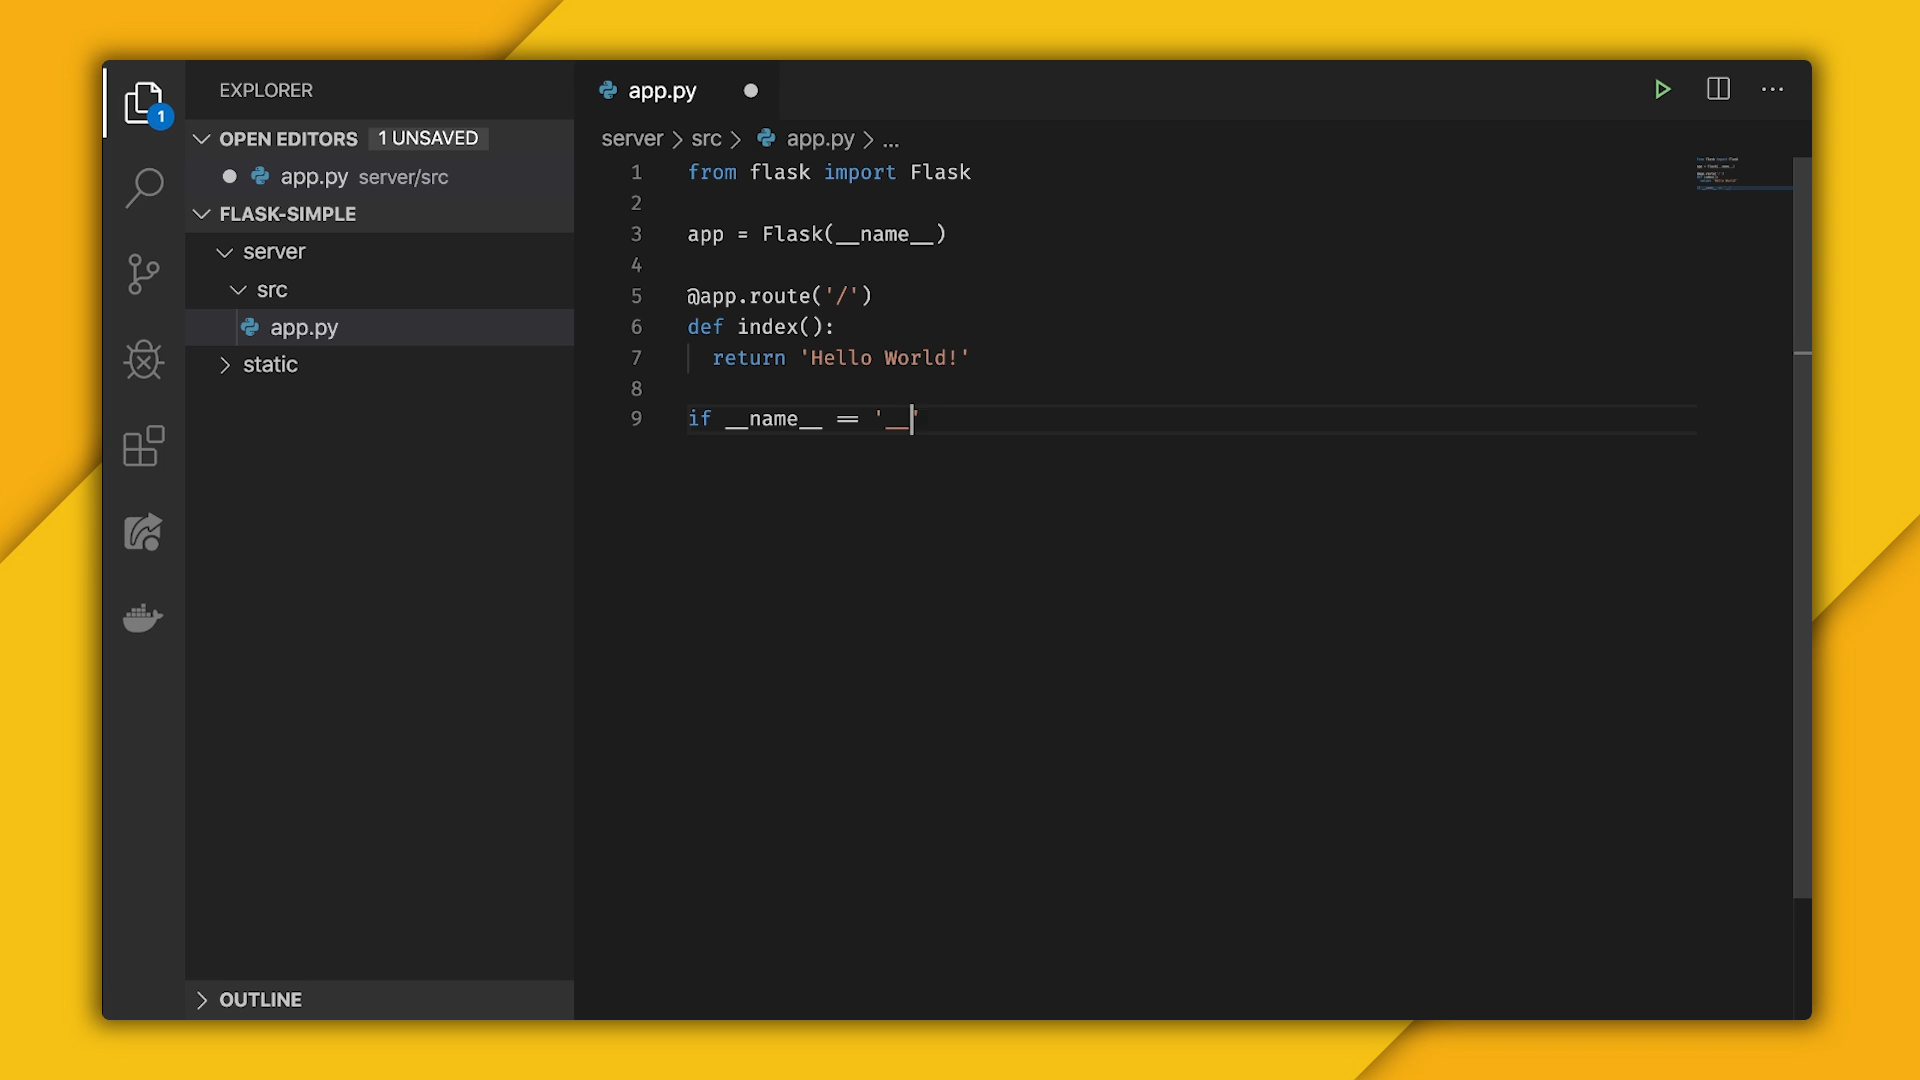 EXPLORER
1
OPEN EDITORS 1 UNSAVED
app.py server/src
FLASK-SIMPLE
server
src
app.py
static
OUTLINE
app.py
server > src > app.py > ...
1 from flask import Flask
2
3 app = Flask(__name__)
4
5 @app.route('/')
6 def index():
7 return 'Hello World!'
8
9 if __name__ == '__'